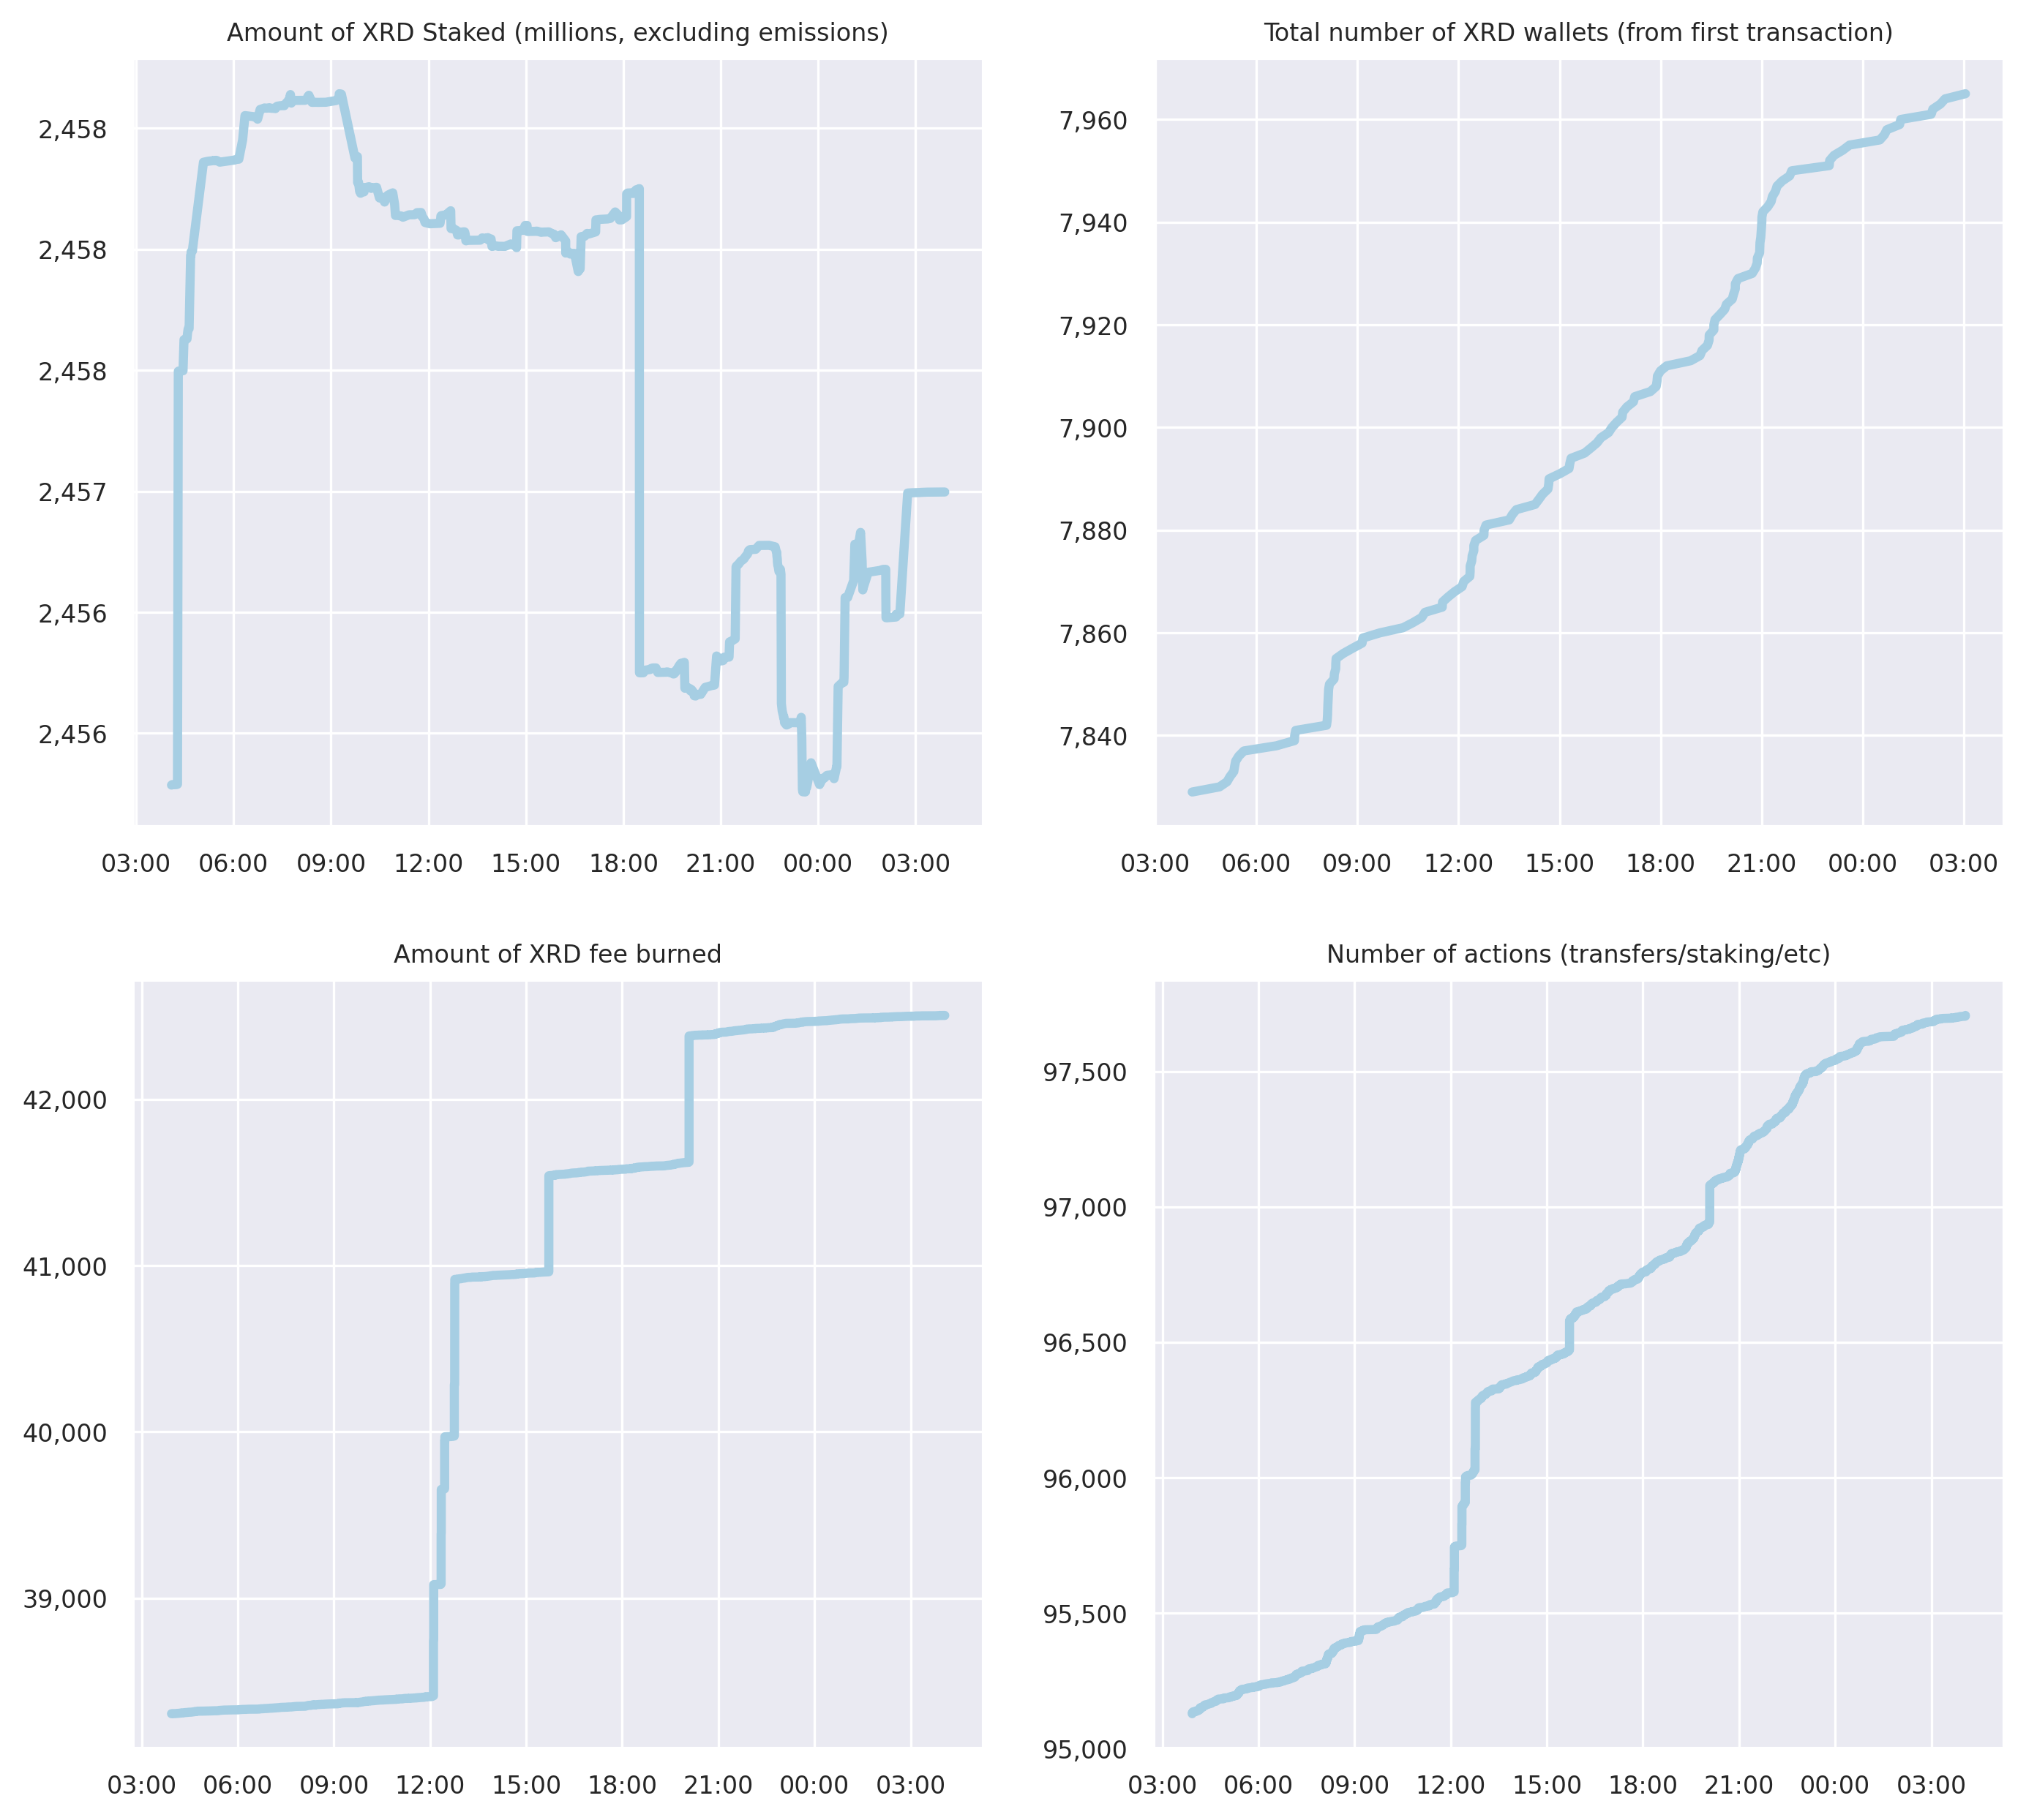 Amount of XRD Staked (millions, excluding emissions)
2,458
2,458
2,458
2,457
2,456
2,456
03:00 06:00 09:00 12:00 15:00 18:00 21:00 00:00 03:00
Total number of XRD wallets (from first transaction)
7,960
7,940
7,920
7,900
7,880
7,860
7,840
03:00 06:00 09:00 12:00 15:00 18:00 21:00 00:00 03:00
Amount of XRD fee burned
42,000
41,000
40,000
39,000
03:00 06:00 09:00 12:00 15:00 18:00 21:00 00:00 03:00
Number of actions (transfers/staking/etc)
97,500
97,000
96,500
96,000
95,500
95,000
03:00 06:00 09:00 12:00 15:00 18:00 21:00 00:00 03:00